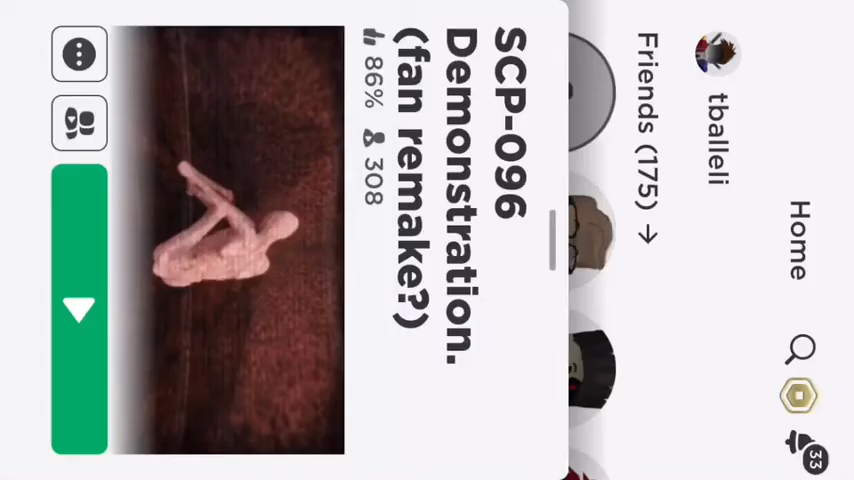 Home
33
tballeli
Friends (175) →
SCP-096
Demonstration.
(fan remake?)
86% 308